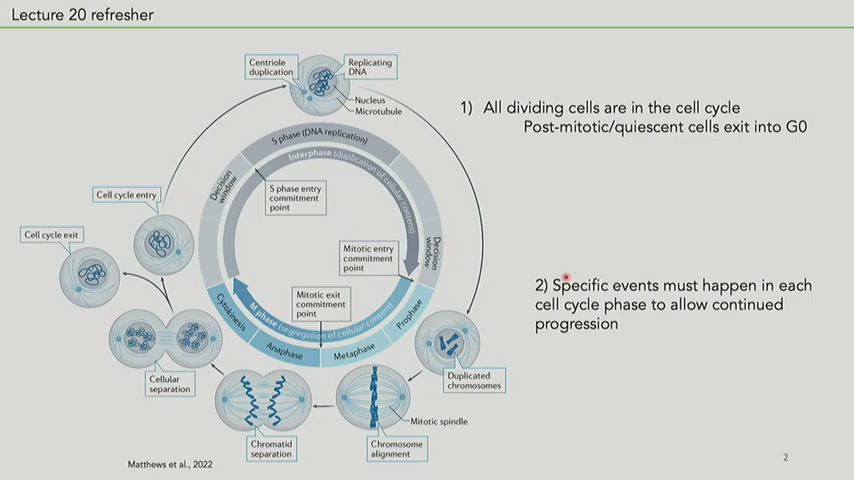 Lecture 20 refresher
Centriole
duplication
Replicating
DNA
Nucleus
Microtubule
1) All dividing cells are in the cell cycle
Post-mitotic/quiescent cells exit into G0
S phase (DNA replication)
Interphase (duplication of cellular content)
Decision
window
S phase entry
commitment
point
Cell cycle entry
Cell cycle exit
Decision
window
Mitotic entry
commitment
point
2) Specific events must happen in each
cell cycle phase to allow continued
progression
Mitotic exit
commitment
point
M phase (segregation of cellular content)
Cytokinesis
Anaphase
Metaphase
Prophase
Cellular
separation
Duplicated
chromosomes
Mitotic spindle
Chromatid
separation
Chromosome
alignment
Matthews et al., 2022
2